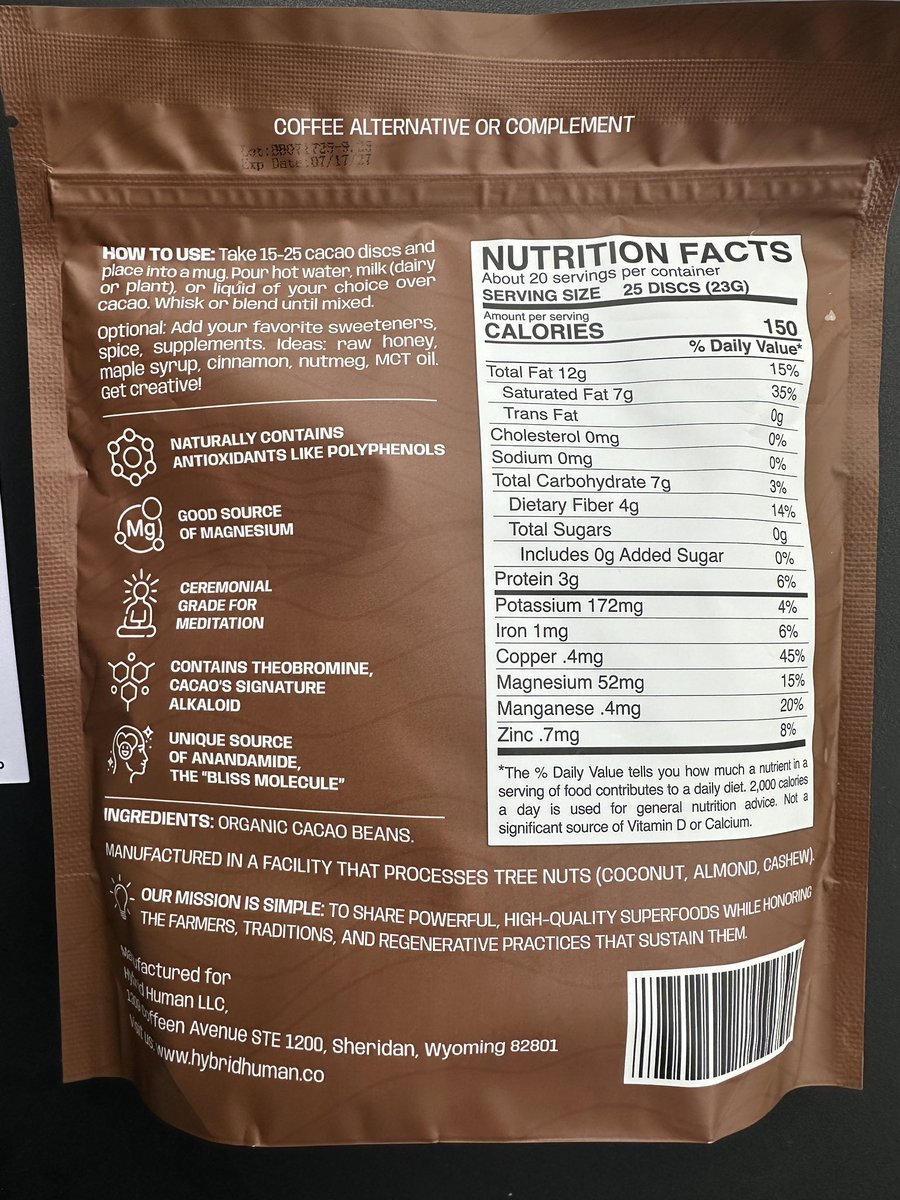 COFFEE ALTERNATIVE OR COMPLEMENT
Exp Date:07/17/27
HOW TO USE: Take 15-25 cacao discs and
place into a mug. Pour hot water, milk (dairy
or plant), or liquid of your choice over
cacao. Whisk or blend until mixed.
Optional: Add your favorite sweeteners,
spice, supplements. Ideas: raw honey,
maple syrup, cinnamon, nutmeg, MCT oil.
Get creative!
NATURALLY CONTAINS
ANTIOXIDANTS LIKE POLYPHENOLS
Mg
GOOD SOURCE
OF MAGNESIUM
CEREMONIAL
GRADE FOR
MEDITATION
CONTAINS THEOBROMINE,
CACAO'S SIGNATURE
ALKALOID
UNIQUE SOURCE
OF ANANDAMIDE,
THE "BLISS MOLECULE"
NUTRITION FACTS
About 20 servings per container
SERVING SIZE 25 DISCS (23G)
Amount per serving
CALORIES 150
% Daily Value*
Total Fat 12g 15%
Saturated Fat 7g 35%
Trans Fat 0g
Cholesterol 0mg 0%
Sodium 0mg 0%
Total Carbohydrate 7g 3%
Dietary Fiber 4g 14%
Total Sugars 0g
Includes 0g Added Sugar 0%
Protein 3g 6%
Potassium 172mg 4%
Iron 1mg 6%
Copper .4mg 45%
Magnesium 52mg 15%
Manganese .4mg 20%
Zinc .7mg 8%
*The % Daily Value tells you how much a nutrient in a
serving of food contributes to a daily diet. 2,000 calories
a day is used for general nutrition advice. Not a
significant source of Vitamin D or Calcium.
INGREDIENTS: ORGANIC CACAO BEANS.
MANUFACTURED IN A FACILITY THAT PROCESSES TREE NUTS (COCONUT, ALMOND, CASHEW).
OUR MISSION IS SIMPLE: TO SHARE POWERFUL, HIGH-QUALITY SUPERFOODS WHILE HONORING
THE FARMERS, TRADITIONS, AND REGENERATIVE PRACTICES THAT SUSTAIN THEM.
Manufactured for
Hybrid Human LLC,
Avenue STE 1200, Sheridan, Wyoming 82801
Visit us: www.hybridhuman.co